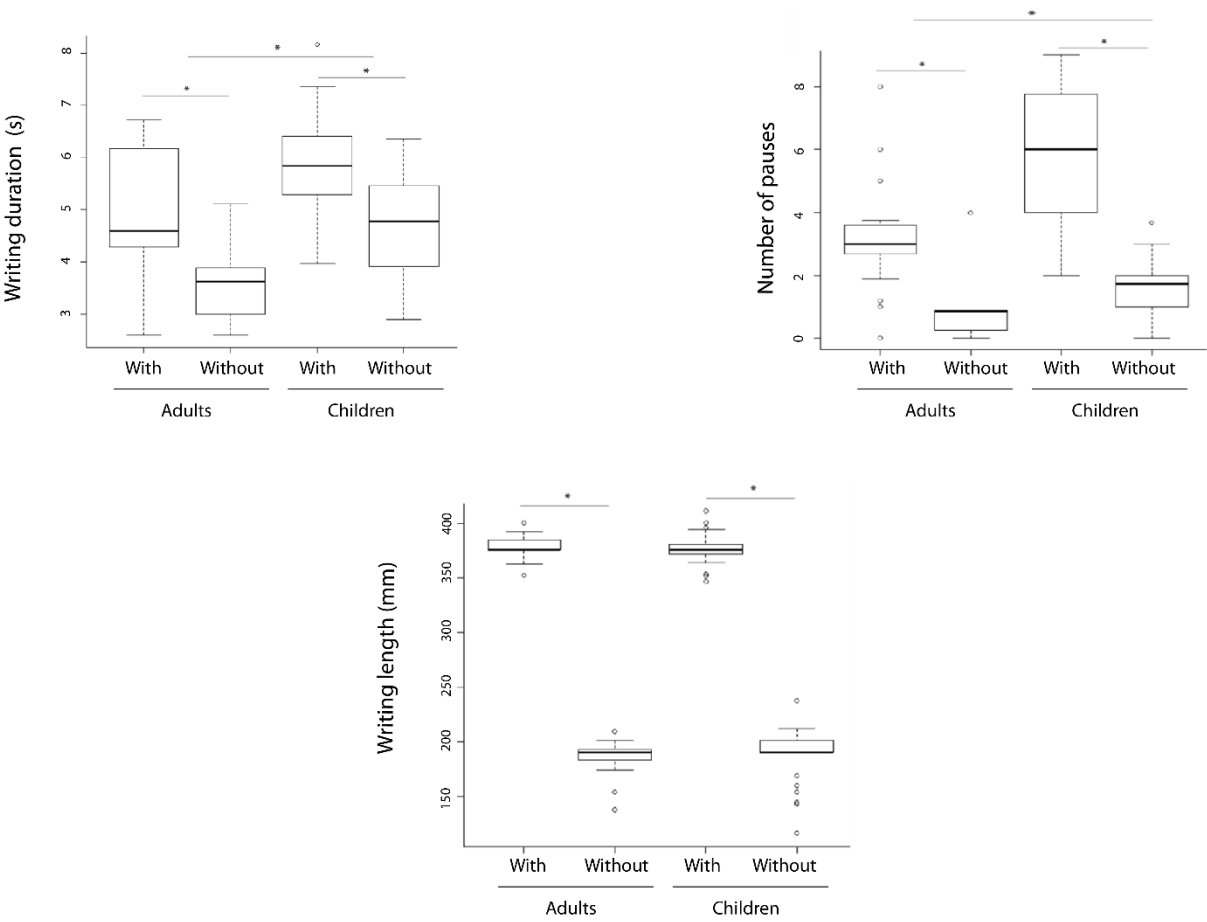 Writing duration (s)
8
7
6
5
4
3
*
*
*
With Without With Without
Adults Children
Number of pauses
8
6
4
2
0
*
*
*
With Without With Without
Adults Children
Writing length (mm)
400
350
300
250
200
150
*
*
With Without With Without
Adults Children